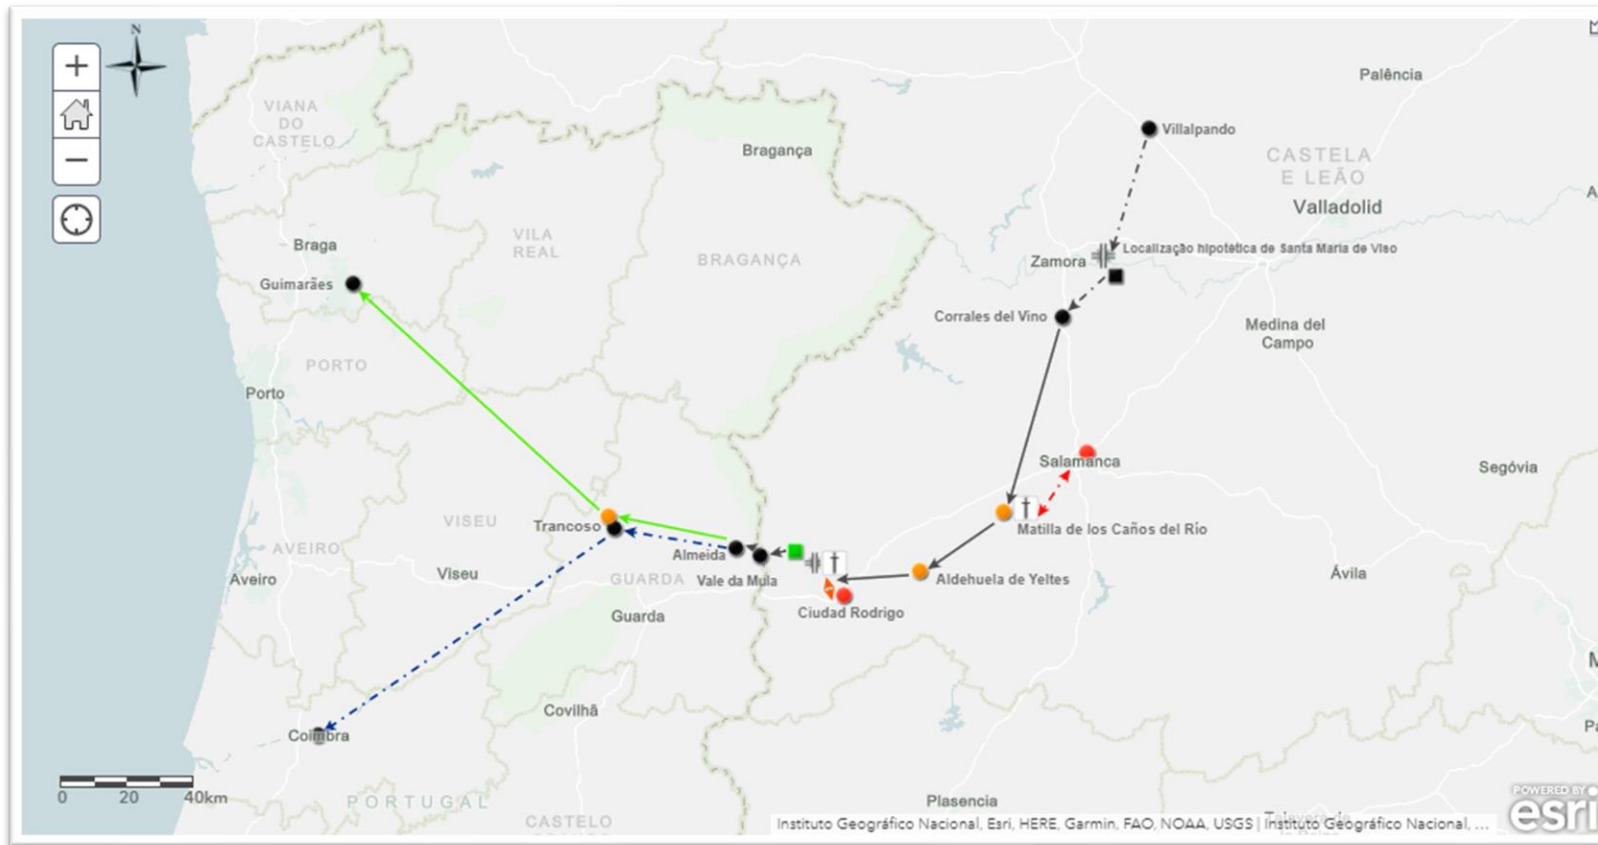 N
+
−
Palência
VIANA
DO
CASTELO
Villalpando
Bragança
CASTELA
E LEÃO
Valladolid
Braga
VILA
REAL
BRAGANÇA
Localização hipotética de Santa Maria de Viso
Zamora
Guimarães
Corrales del Vino
Medina del
Campo
PORTO
Porto
Salamanca
Segóvia
VISEU
Trancoso
Matilla de los Caños del Río
AVEIRO
Almeida
Aveiro
Viseu
GUARDA
Vale da Mula
Aldehuela de Yeltes
Ávila
Guarda
Ciudad Rodrigo
Covilhã
Coimbra
0 20 40km
PORTUGAL
Plasencia
CASTELO
POWERED BY
esri
Instituto Geográfico Nacional, Esri, HERE, Garmin, FAO, NOAA, USGS | Instituto Geográfico Nacional, ...